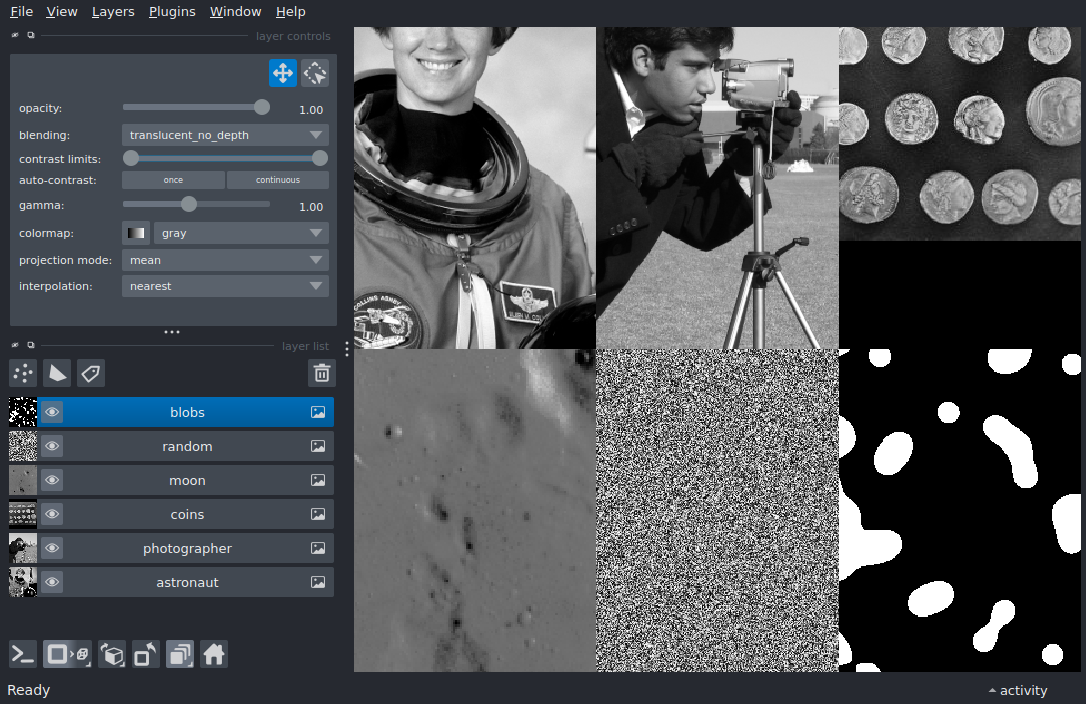 File View Layers Plugins Window Help
layer controls
opacity: 1.00
blending: translucent_no_depth
contrast limits:
auto-contrast: once continuous
gamma: 1.00
colormap: gray
projection mode: mean
interpolation: nearest
layer list
blobs
random
moon
coins
photographer
astronaut
Ready
activity